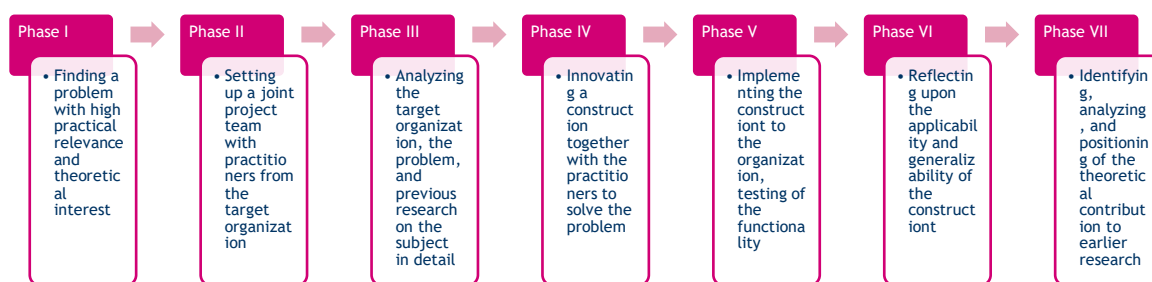 Phase I
• Finding a
problem
with high
practical
relevance
and
theoretic
al
interest
Phase II
• Setting
up a joint
project
team
with
practitio
ners from
the
target
organizat
ion
Phase III
• Analyzing
the
target
organizat
ion, the
problem,
and
previous
research
on the
subject
in detail
Phase IV
• Innovatin
g a
construct
ion
together
with the
practitio
ners to
solve the
problem
Phase V
• Impleme
nting the
construct
iont to
the
organizat
ion,
testing of
the
functiona
lity
Phase VI
• Reflectin
g upon
the
applicabil
ity and
generaliz
ability of
the
construct
iont
Phase VII
• Identifyin
g,
analyzing
, and
positionin
g of the
theoretic
al
contribut
ion to
earlier
research